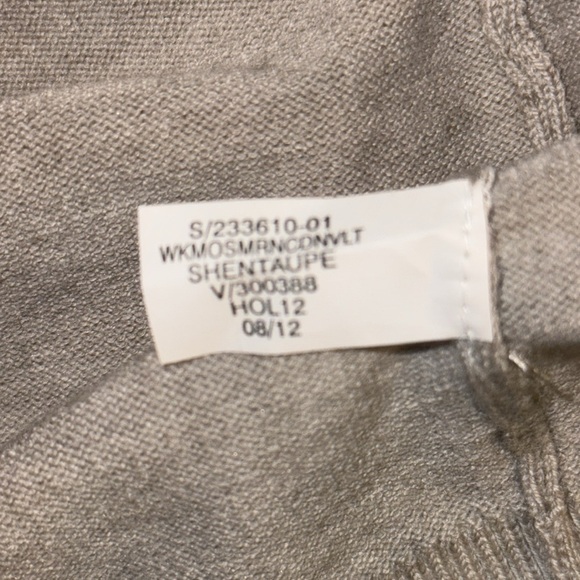 S/233610-01
WKMOSMRNCDNVLT
SHENTAUPE
V/300388
HOL12
08/12